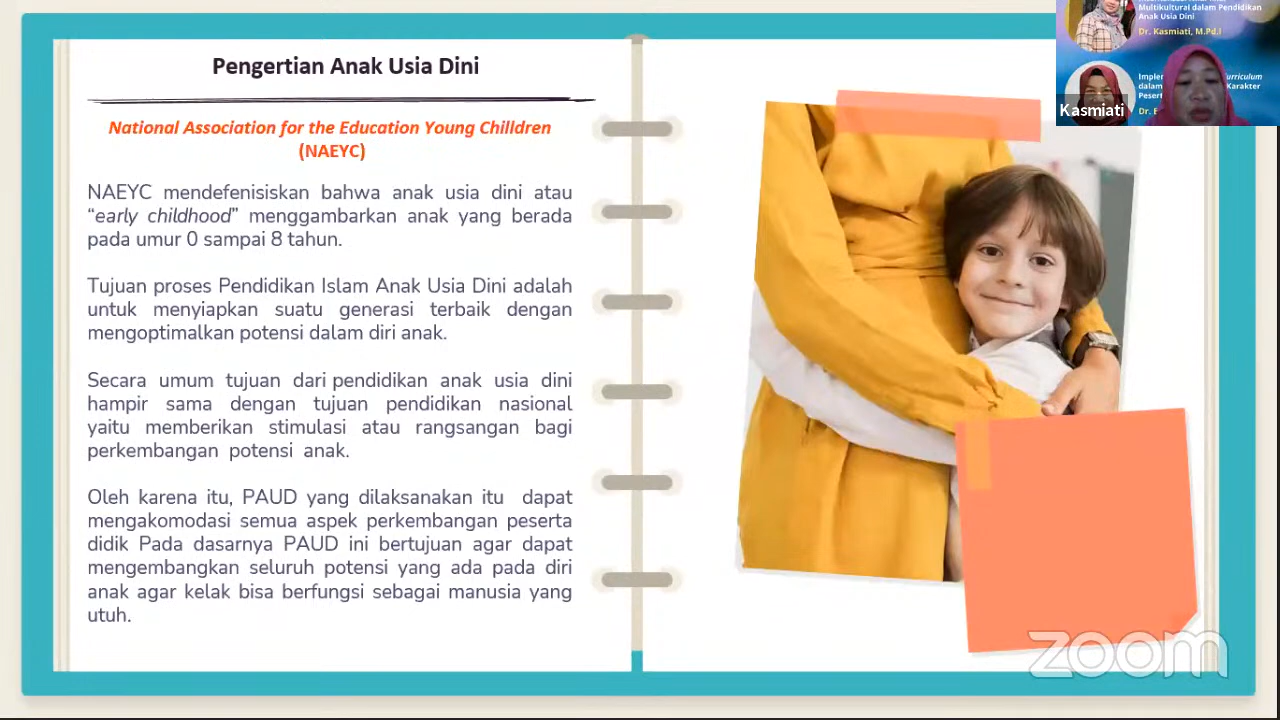 Pengertian Anak Usia Dini
National Association for the Education Young Chilldren
(NAEYC)
NAEYC mendefenisiskan bahwa anak usia dini atau
“early childhood” menggambarkan anak yang berada
pada umur 0 sampai 8 tahun.
Tujuan proses Pendidikan Islam Anak Usia Dini adalah
untuk menyiapkan suatu generasi terbaik dengan
mengoptimalkan potensi dalam diri anak.
Secara umum tujuan dari pendidikan anak usia dini
hampir sama dengan tujuan pendidikan nasional
yaitu memberikan stimulasi atau rangsangan bagi
perkembangan potensi anak.
Oleh karena itu, PAUD yang dilaksanakan itu dapat
mengakomodasi semua aspek perkembangan peserta
didik Pada dasarnya PAUD ini bertujuan agar dapat
mengembangkan seluruh potensi yang ada pada diri
anak agar kelak bisa berfungsi sebagai manusia yang
utuh.
Multikultural dalam Pendidikan
Anak Usia Dini
Dr. Kasmiati, M.Pd.I
Kasmiati
Karakter
Dr.
zoom